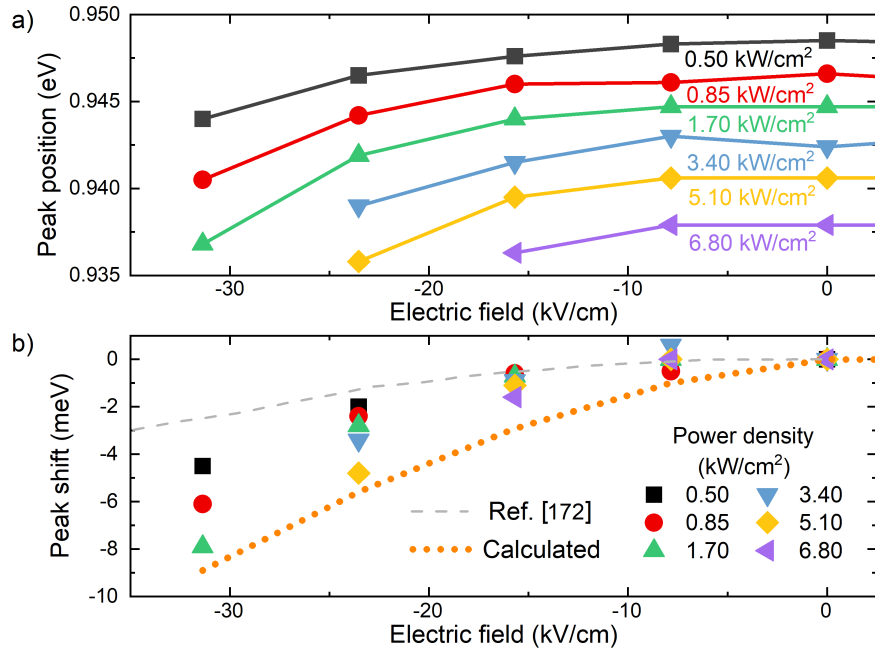 a)
0.950
0.945
0.940
0.935
Peak position (eV)
0.50 kW/cm²
0.85 kW/cm²
1.70 kW/cm²
3.40 kW/cm²
5.10 kW/cm²
6.80 kW/cm²
-30 -20 -10 0
Electric field (kV/cm)
b)
0
-2
-4
-6
-8
-10
Peak shift (meV)
Power density
(kW/cm²)
0.50 3.40
0.85 5.10
1.70 6.80
Ref. [172]
Calculated
-30 -20 -10 0
Electric field (kV/cm)